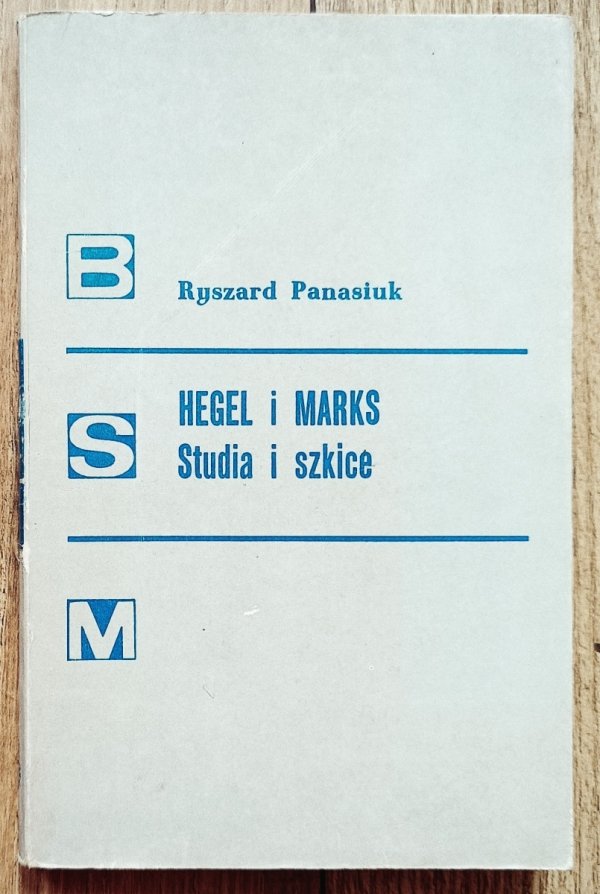 B
Ryszard Panasiuk
HEGEL i MARKS
S
Studia i szkice
M